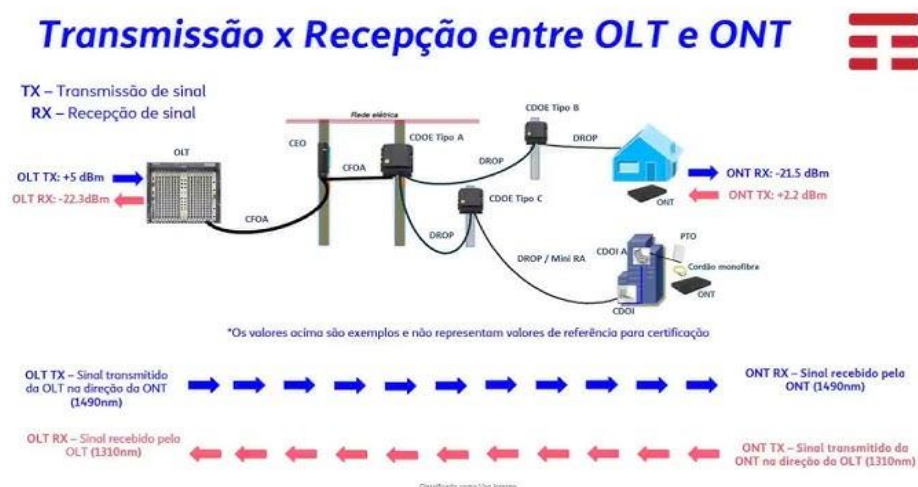 Transmissão x Recepção entre OLT e ONT
TX – Transmissão de sinal
RX – Recepção de sinal
Rede elétrica
CEO
CDOE Tipo A
CDOE Tipo B
OLT
CFOA
DROP
DROP
OLT TX: +5 dBm
OLT RX: -22.3dBm
ONT RX: -21.5 dBm
ONT TX: +2.2 dBm
ONT
CDOE Tipo C
CFOA
DROP
DROP / Mini RA
CDOI A
PTO
Cordão monofibra
ONT
CDOI
*Os valores acima são exemplos e não representam valores de referência para certificação
OLT TX – Sinal transmitido
da OLT na direção da ONT
(1490nm)
ONT RX – Sinal recebido pela
ONT (1490nm)
OLT RX – Sinal recebido pela
OLT (1310nm)
ONT TX – Sinal transmitido da
ONT na direção da OLT (1310nm)
Classificado como Uso Interno